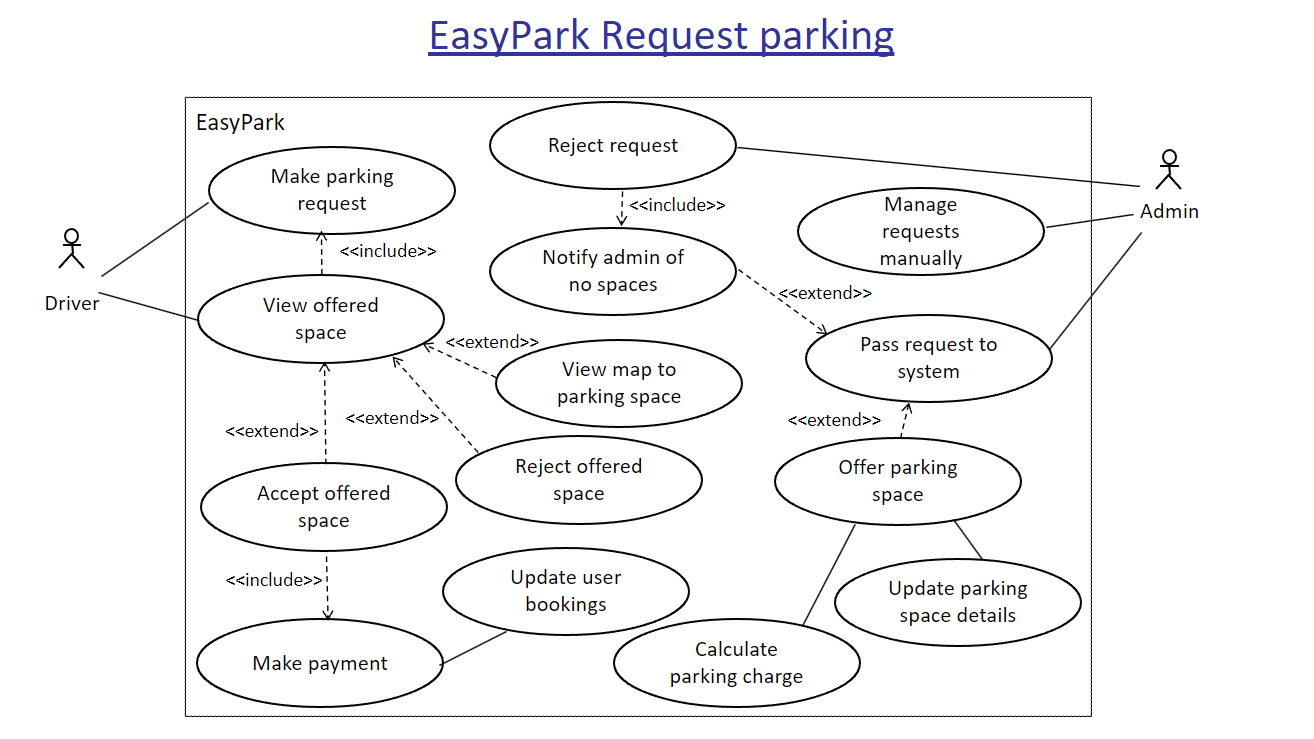 EasyPark Request parking
EasyPark
Reject request
Make parking
request
Admin
<<include>>
Manage
requests
manually
<<include>>
Notify admin of
no spaces
Driver
View offered
space
<<extend>>
<<extend>>
Pass request to
system
View map to
parking space
<<extend>>
<<extend>>
<<extend>>
Reject offered
space
Offer parking
space
Accept offered
space
<<include>>
Update user
bookings
Update parking
space details
Make payment
Calculate
parking charge